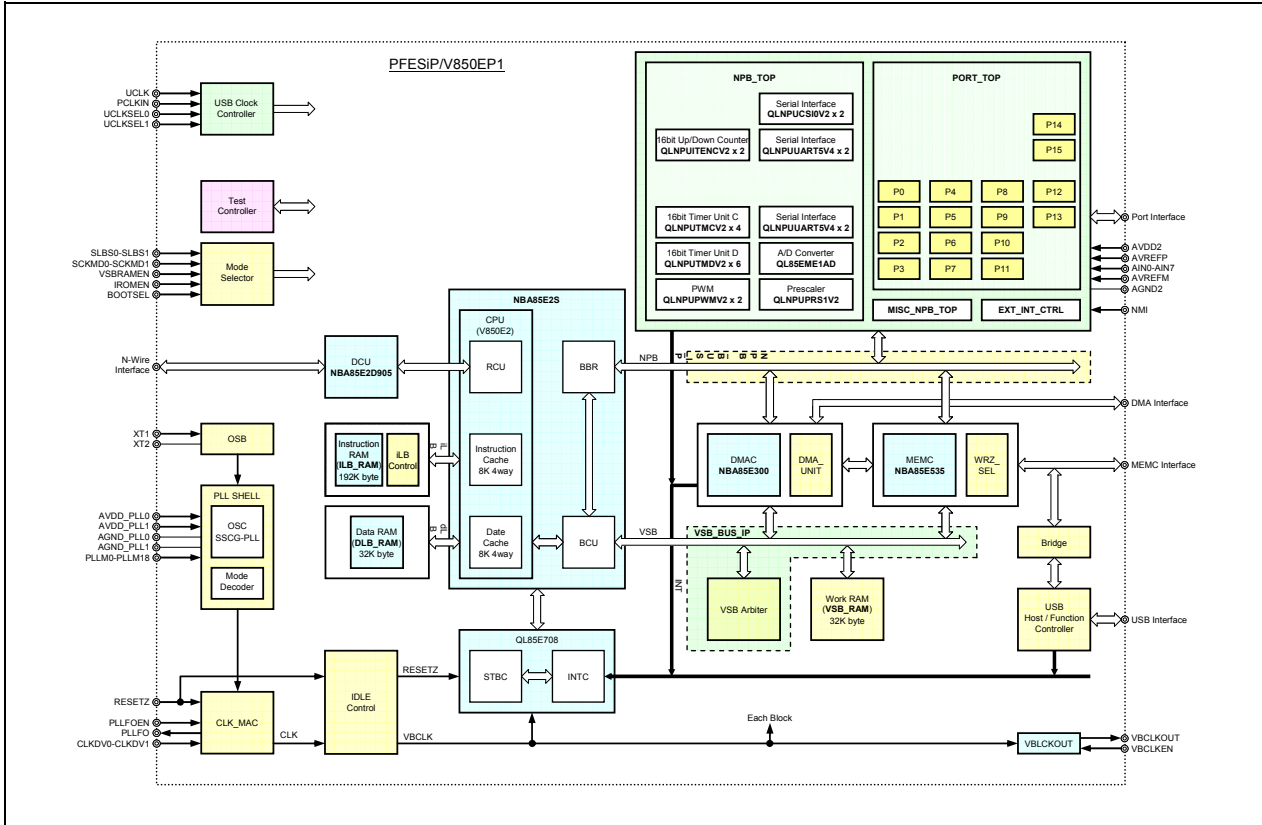 PFESiP/V850EP1
UCLK
PCLKIN
UCLKSEL0
UCLKSEL1
USB Clock
Controller
Test
Controller
SLBS0-SLBS1
SCKMD0-SCKMD1
VSBRAMEN
IROMEN
BOOTSEL
Mode
Selector
N-Wire
Interface
DCU
NBA85E2D905
XT1
XT2
OSB
PLL SHELL
OSC
SSCG-PLL
Mode
Decoder
AVDD_PLL0
AVDD_PLL1
AGND_PLL0
AGND_PLL1
PLLM0-PLLM18
Instruction
RAM
(ILB_RAM)
192K byte
iLB
Control
iL
B
Data RAM
(DLB_RAM)
32K byte
dL
B
NBA85E2S
CPU
(V850E2)
RCU
Instruction
Cache
8K 4way
Date
Cache
8K 4way
BBR
BCU
NPB
VSB
QL85E708
STBC
INTC
RESETZ
PLLFOEN
PLLFO
CLKDV0-CLKDV1
CLK_MAC
CLK
IDLE
Control
RESETZ
VBCLK
Each Block
VBLCKOUT
VBCLKOUT
VBCLKEN
NPB_TOP
Serial Interface
QLNPUCSI0V2 x 2
16bit Up/Down Counter
QLNPUITENCV2 x 2
Serial Interface
QLNPUUART5V4 x 2
16bit Timer Unit C
QLNPUTMCV2 x 4
Serial Interface
QLNPUUART5V4 x 2
16bit Timer Unit D
QLNPUTMDV2 x 6
A/D Converter
QL85EME1AD
PWM
QLNPUPWMV2 x 2
Prescaler
QLNPUPRS1V2
PORT_TOP
P14
P15
P0
P4
P8
P12
P1
P5
P9
P13
P2
P6
P10
P3
P7
P11
MISC_NPB_TOP
EXT_INT_CTRL
Port Interface
AVDD2
AVREFP
AIN0-AIN7
AVREFM
AGND2
NMI
NPB_BUS_IP
DMA Interface
DMAC
NBA85E300
DMA_
UNIT
MEMC
NBA85E535
WRZ_
SEL
MEMC Interface
VSB_BUS_IP
INT
VSB Arbiter
Work RAM
(VSB_RAM)
32K byte
Bridge
USB
Host / Function
Controller
USB Interface